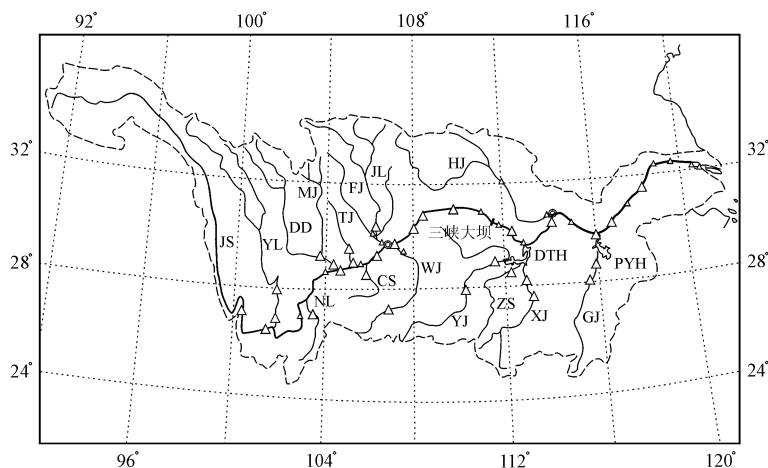 92° 100° 108° 116°
32° 32°
28° 28°
24° 24°
HJ
JL
FJ
MJ
TJ
DD
JS
YL
三峡大坝
DTH
PYH
WJ
CS
NL
ZS
YJ
XJ
GJ
96° 104° 112° 120°